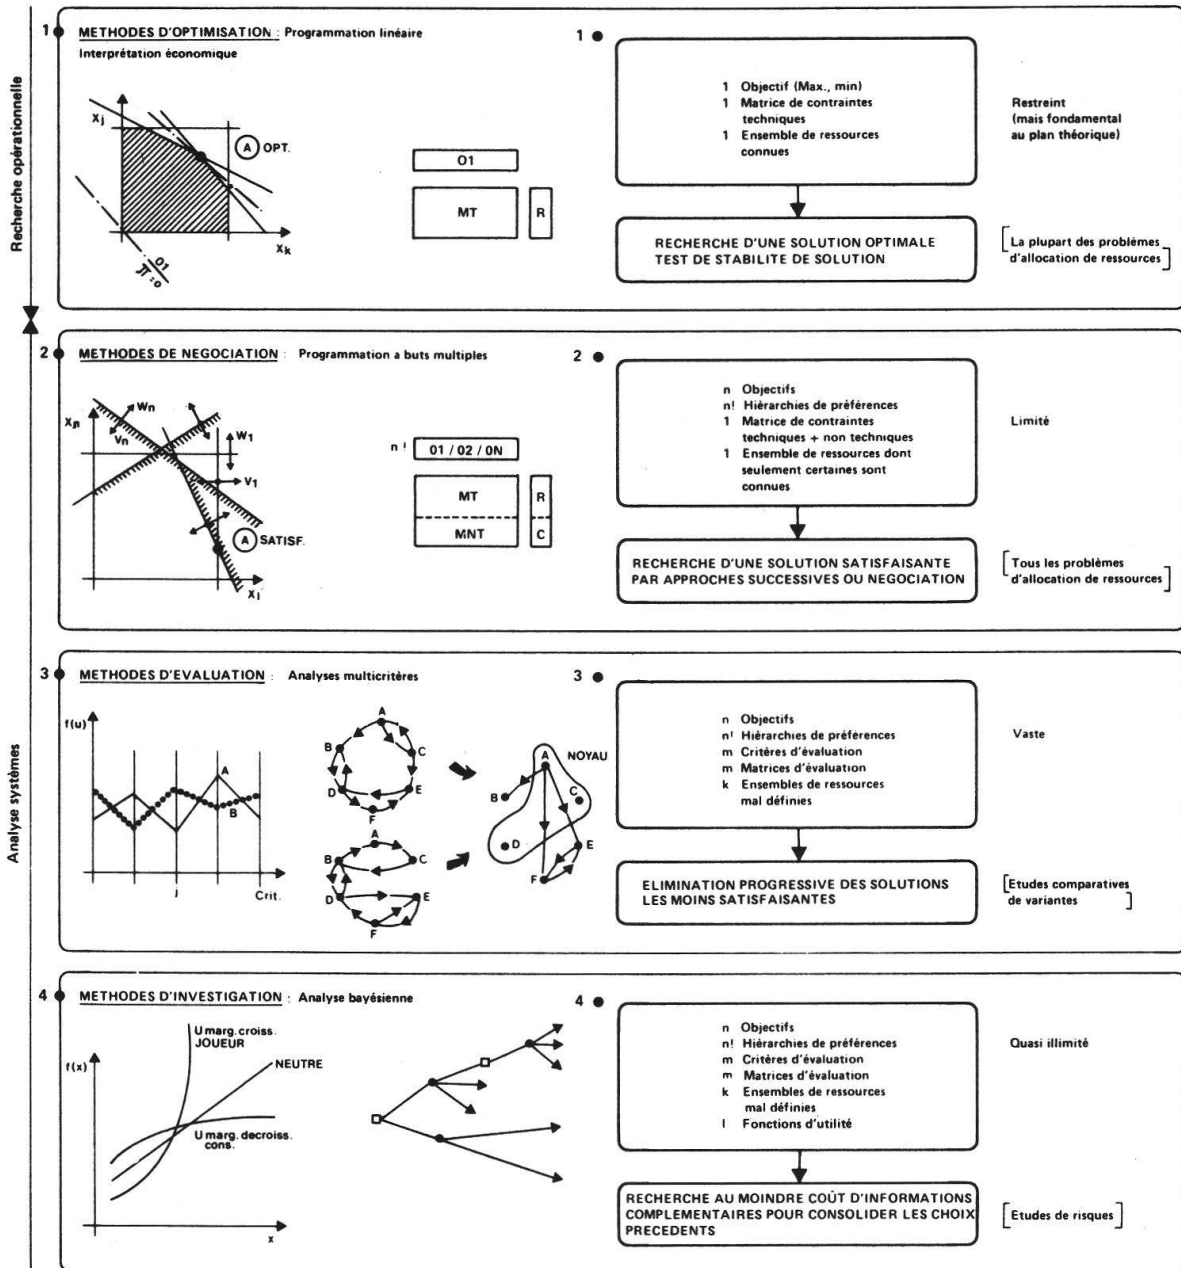 Recherche opérationnelle
1 METHODES D'OPTIMISATION : Programmation linéaire
Interprétation économique
Xj
A OPT.
Xk
01
π=0
01
MT R
1
1 Objectif (Max., min)
1 Matrice de contraintes
techniques
1 Ensemble de ressources
connues
Restreint
(mais fondamental
au plan théorique)
RECHERCHE D'UNE SOLUTION OPTIMALE
TEST DE STABILITE DE SOLUTION
La plupart des problèmes
d'allocation de ressources
Analyse systèmes
2 METHODES DE NEGOCIATION : Programmation a buts multiples
Xn
Wn
Vn
W1
V1
A SATISF.
X1
n! 01 / 02 / 0N
MT R
MNT C
2
n Objectifs
n! Hièrarchies de préférences
1 Matrice de contraintes
techniques + non techniques
1 Ensemble de ressources dont
seulement certaines sont
connues
Limité
RECHERCHE D'UNE SOLUTION SATISFAISANTE
PAR APPROCHES SUCCESSIVES OU NEGOCIATION
Tous les problèmes
d'allocation de ressources
3 METHODES D'EVALUATION : Analyses multicritères
f(u)
A
B
j
Crit.
A
B
C
D
E
F
A
B
C
D
E
F
NOYAU
A
B
C
D
E
F
3
n Objectifs
n! Hièrarchies de préférences
m Critères d'évaluation
m Matrices d'évaluation
k Ensembles de ressources
mal définies
Vaste
ELIMINATION PROGRESSIVE DES SOLUTIONS
LES MOINS SATISFAISANTES
Etudes comparatives
de variantes
4 METHODES D'INVESTIGATION : Analyse bayésienne
f(x)
U marg. croiss.
JOUEUR
NEUTRE
U marg. decroiss.
cons.
x
4
n Objectifs
n! Hièrarchies de préférences
m Critères d'évaluation
m Matrices d'évaluation
k Ensembles de ressources
mal définies
l Fonctions d'utilité
Quasi illimité
RECHERCHE AU MOINDRE COÛT D'INFORMATIONS
COMPLEMENTAIRES POUR CONSOLIDER LES CHOIX
PRECEDENTS
Etudes de risques